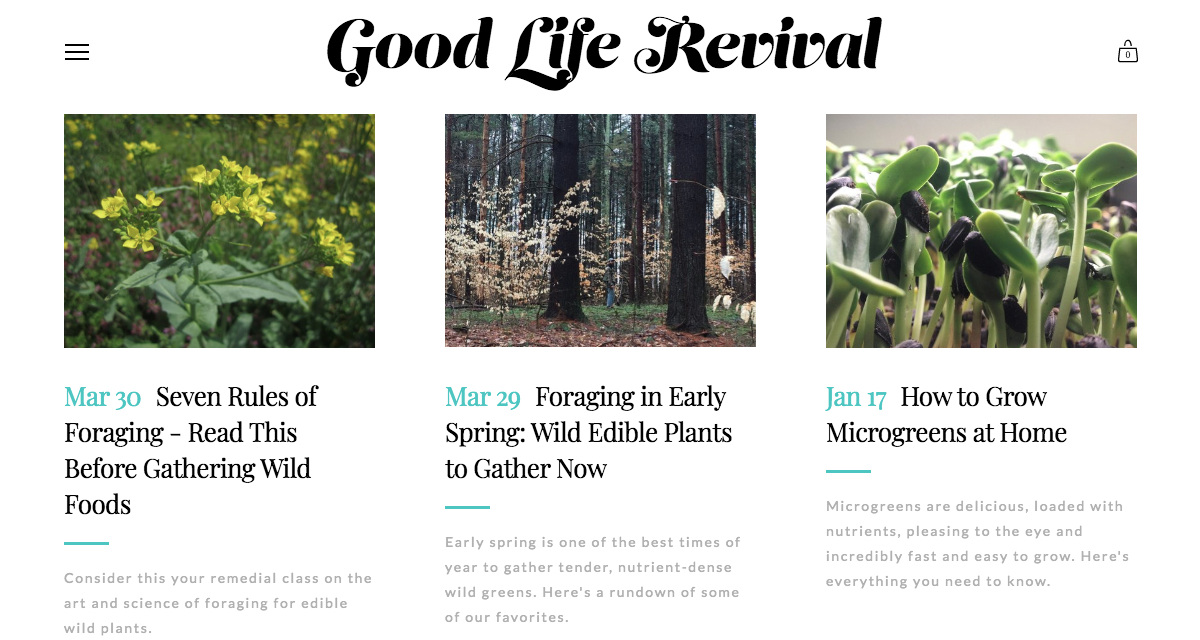 Good Life Revival
0
Mar 30 Seven Rules of
Foraging - Read This
Before Gathering Wild
Foods
Consider this your remedial class on the
art and science of foraging for edible
wild plants.
Mar 29 Foraging in Early
Spring: Wild Edible Plants
to Gather Now
Early spring is one of the best times of
year to gather tender, nutrient-dense
wild greens. Here's a rundown of some
of our favorites.
Jan 17 How to Grow
Microgreens at Home
Microgreens are delicious, loaded with
nutrients, pleasing to the eye and
incredibly fast and easy to grow. Here's
everything you need to know.